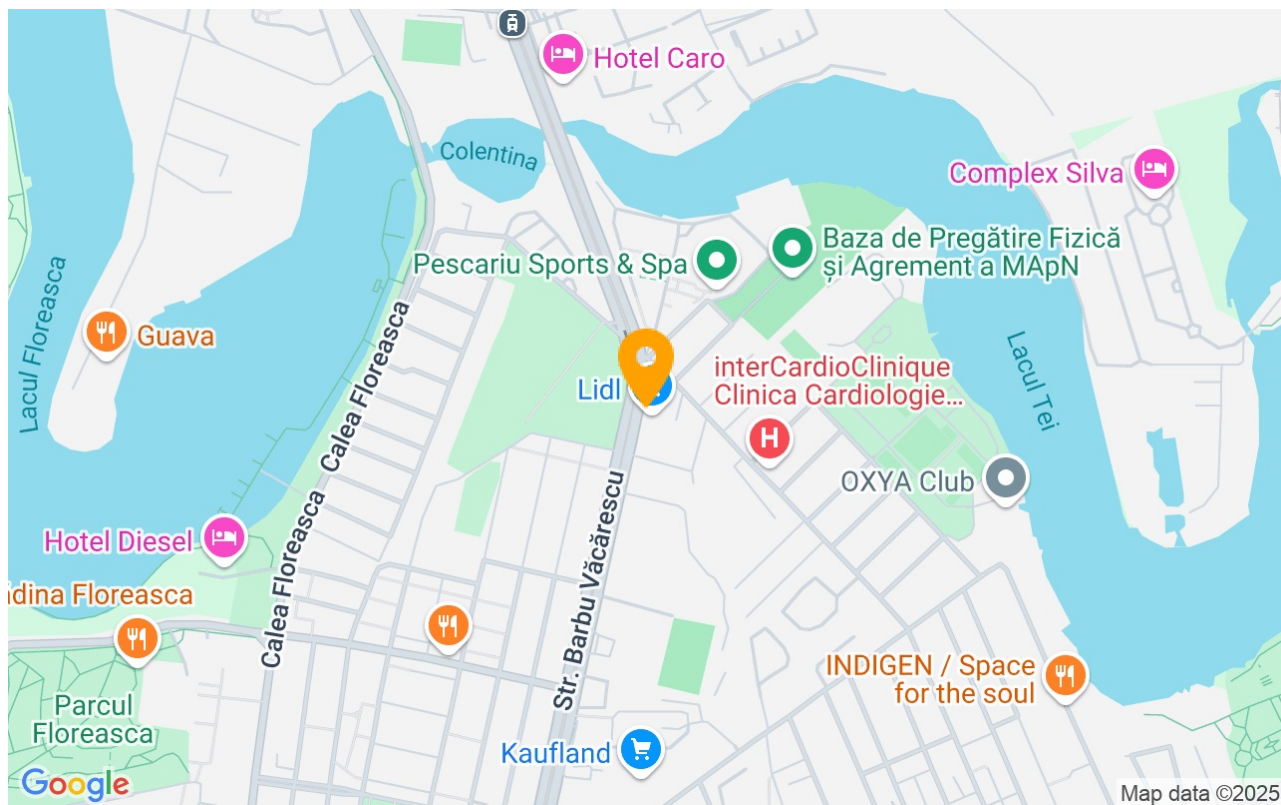 Hotel Caro
Colentina
Complex Silva
Baza de Pregătire Fizică
și Agrement a MApN
Pescariu Sports & Spa
Lacul Floreasca
Guava
Calea Floreasca
Lidl
interCardioClinique
Clinica Cardiologie...
Lacul Tei
OXYA Club
Calea Floreasca
Str. Barbu Văcărescu
Hotel Diesel
ădina Floreasca
INDIGEN / Space
for the soul
Parcul
Floreasca
Kaufland
Google
Map data ©2025
H